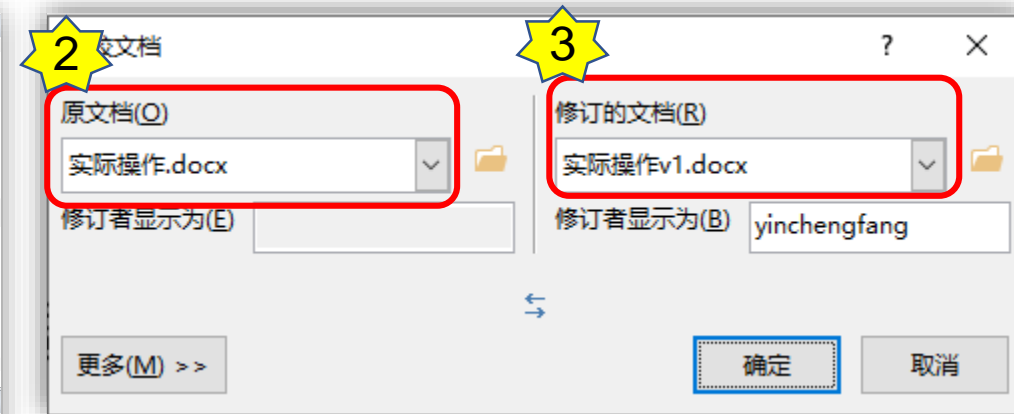 2
较文档
3
?
×
原文档(O)
修订的文档(R)
实际操作.docx
实际操作v1.docx
修订者显示为(E)
修订者显示为(B)
yinchengfang
更多(M) >>
确定
取消